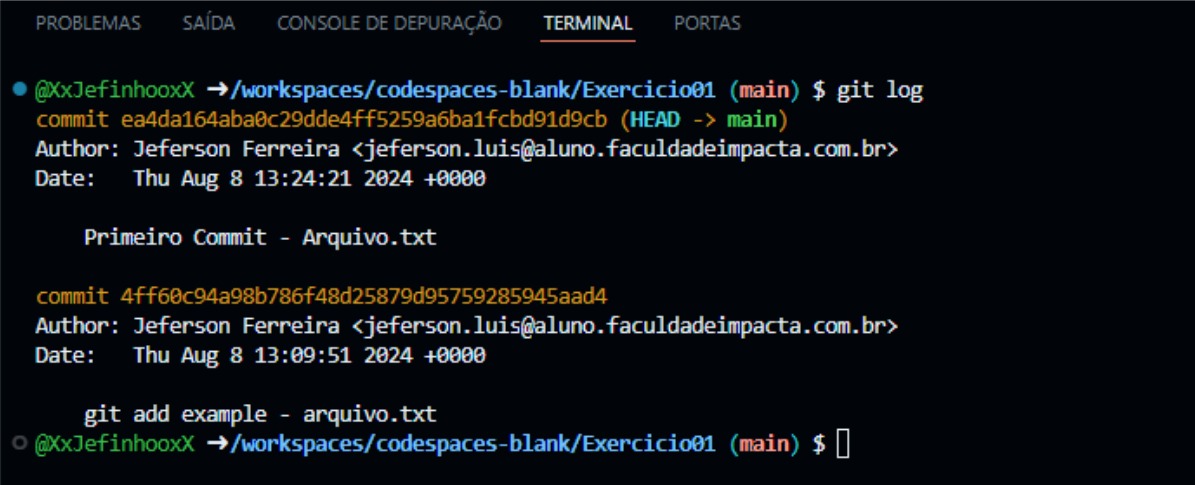 PROBLEMAS SAÍDA CONSOLE DE DEPURAÇÃO TERMINAL PORTAS
@XxJefinhooxX ➜/workspaces/codespaces-blank/Exercicio01 (main) $ git log
commit ea4da164aba0c29dde4ff5259a6ba1fcbd91d9cb (HEAD -> main)
Author: Jeferson Ferreira <jeferson.luis@aluno.faculdadeimpacta.com.br>
Date:   Thu Aug 8 13:24:21 2024 +0000
Primeiro Commit - Arquivo.txt
commit 4ff60c94a98b786f48d25879d95759285945aad4
Author: Jeferson Ferreira <jeferson.luis@aluno.faculdadeimpacta.com.br>
Date:   Thu Aug 8 13:09:51 2024 +0000
git add example - arquivo.txt
@XxJefinhooxX ➜/workspaces/codespaces-blank/Exercicio01 (main) $